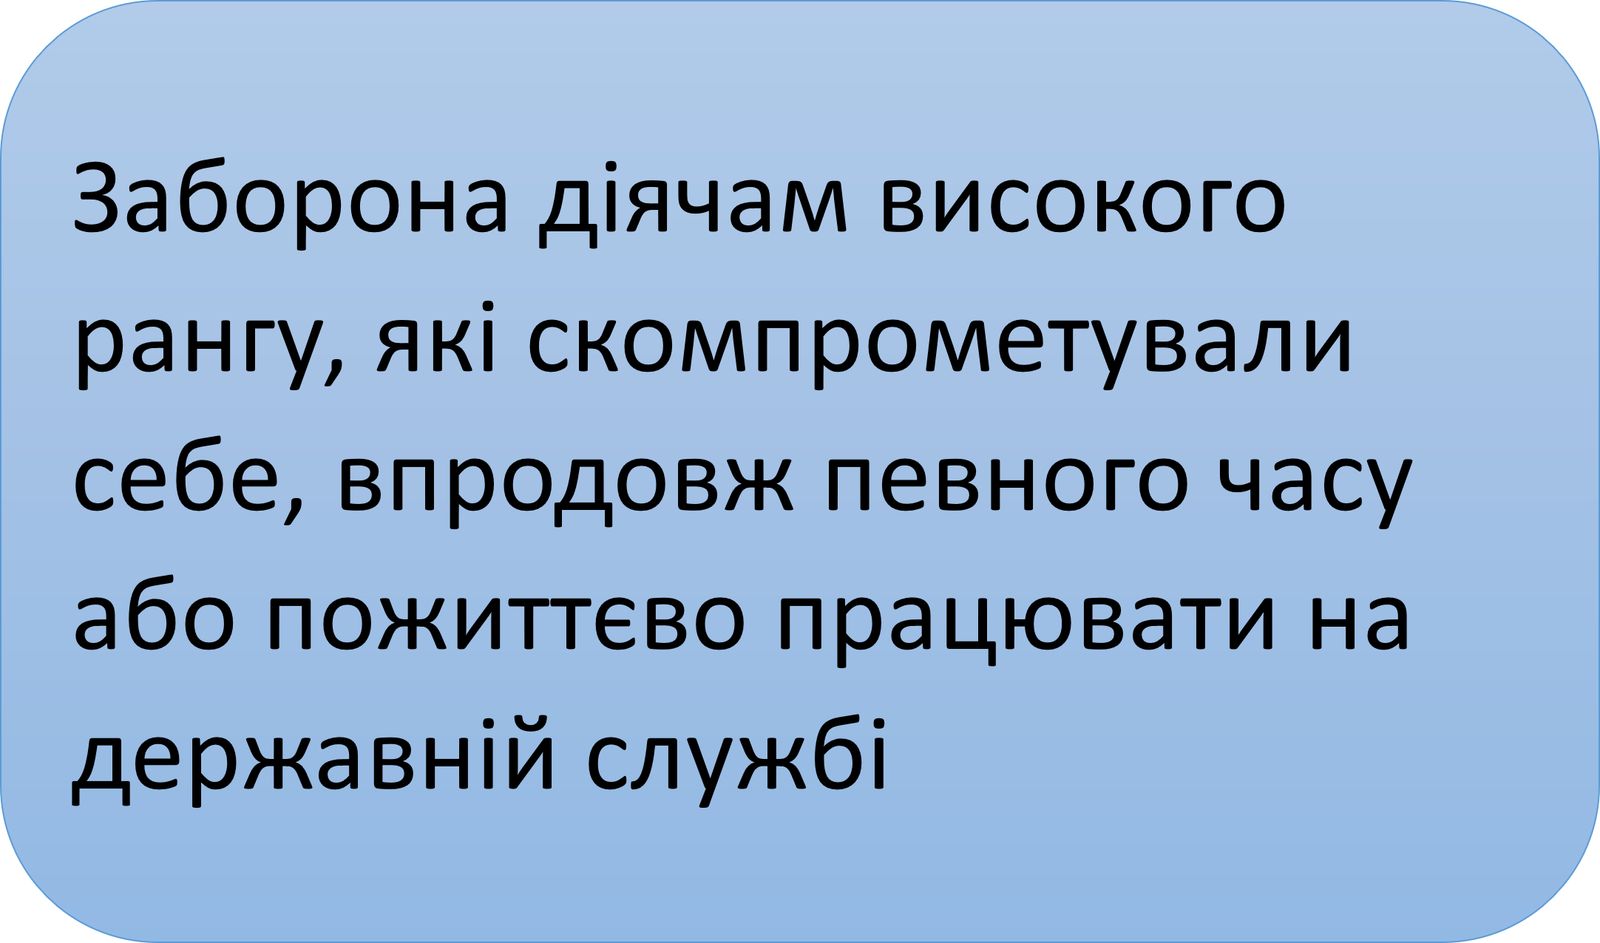 Заборона діячам високого
рангу, які скомпрометували
себе, впродовж певного часу
або пожиттєво працювати на
державній службі